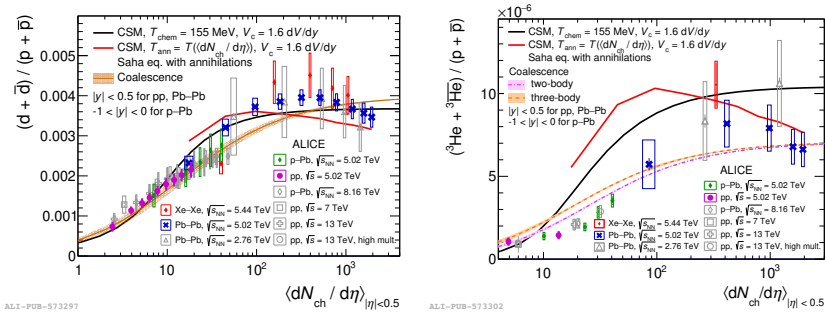 CSM, T_chem = 155 MeV, V_c = 1.6 dV/dy
CSM, T_ann = T(⟨dN_ch / dη⟩), V_c = 1.6 dV/dy
Saha eq. with annihilations
Coalescence
|y| < 0.5 for pp, Pb–Pb
-1 < |y| < 0 for p–Pb
(d + d̅) / (p + p̅)
0.006
0.005
0.004
0.003
0.002
0.001
0.000
ALICE
p–Pb, √s_NN = 5.02 TeV
pp, √s = 5.02 TeV
p–Pb, √s_NN = 8.16 TeV
Xe–Xe, √s_NN = 5.44 TeV
pp, √s = 7 TeV
Pb–Pb, √s_NN = 5.02 TeV
pp, √s = 13 TeV
Pb–Pb, √s_NN = 2.76 TeV
pp, √s = 13 TeV, high mult.
1
10
10²
10³
⟨dN_ch / dη⟩_|η|<0.5
ALI-PUB-573297
×10⁻⁶
CSM, T_chem = 155 MeV, V_c = 1.6 dV/dy
CSM, T_ann = T(⟨dN_ch / dη⟩), V_c = 1.6 dV/dy
Saha eq. with annihilations
Coalescence
two-body
three-body
|y| < 0.5 for pp, Pb–Pb
-1 < |y| < 0 for p–Pb
(³He + ³H̅e̅) / (p + p̅)
10
5
0
ALICE
p–Pb, √s_NN = 5.02 TeV
pp, √s = 5.02 TeV
p–Pb, √s_NN = 8.16 TeV
Xe–Xe, √s_NN = 5.44 TeV
pp, √s = 7 TeV
Pb–Pb, √s_NN = 5.02 TeV
pp, √s = 13 TeV
Pb–Pb, √s_NN = 2.76 TeV
pp, √s = 13 TeV, high mult.
10
10²
10³
⟨dN_ch / dη⟩_|η|<0.5
ALI-PUB-573302